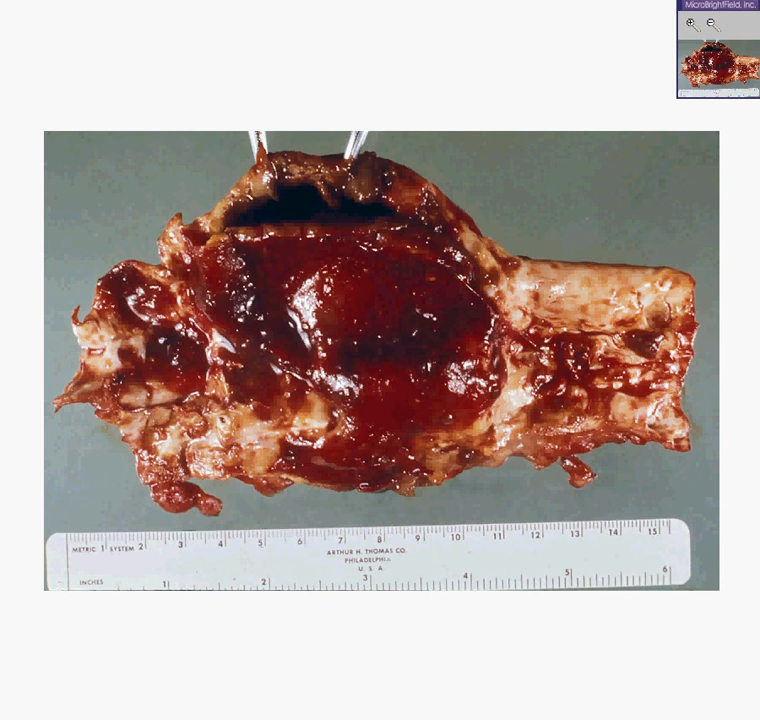 MicroBrightField, Inc.
METRIC 1 SYSTEM 2 3 4 5 6 7 8 9 10 11 12 13 14 15
ARTHUR H. THOMAS CO.
PHILADELPHIA
U. S. A.
INCHES 1 2 3 4 5 6